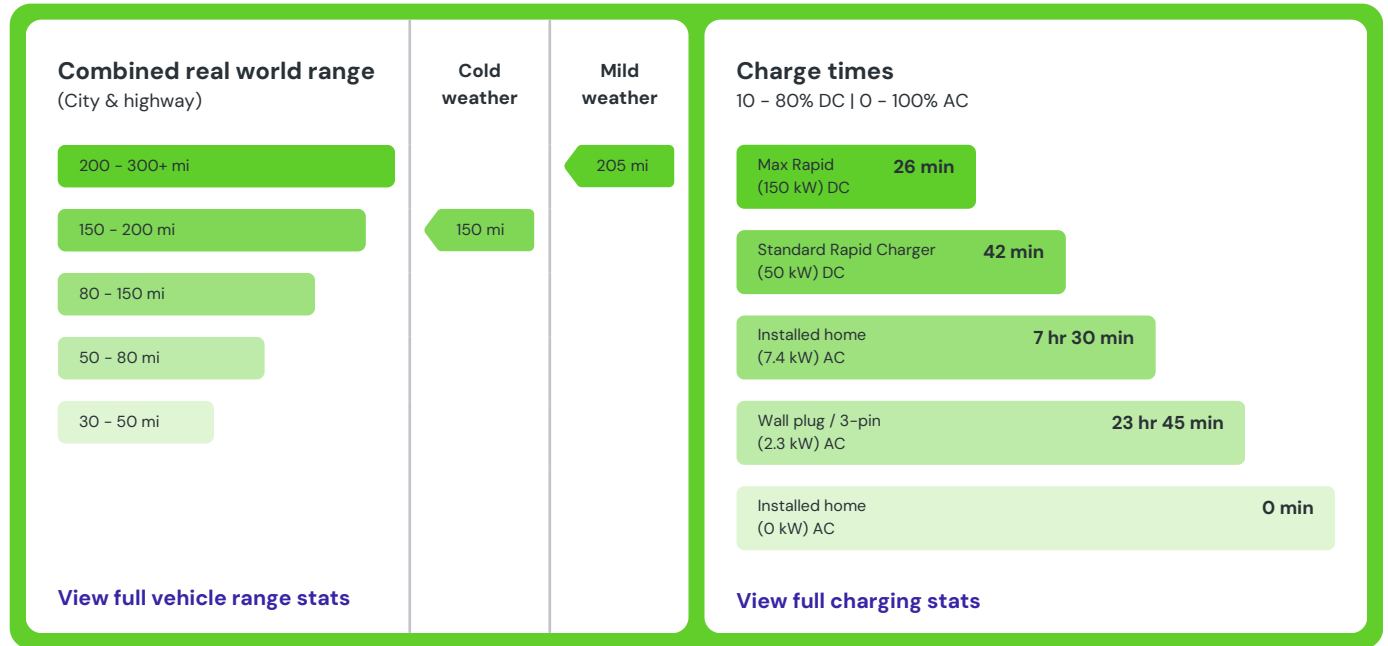 Combined real world range
(City & highway)
Cold
weather
Mild
weather
200 - 300+ mi
205 mi
150 - 200 mi
150 mi
80 - 150 mi
50 - 80 mi
30 - 50 mi
View full vehicle range stats
Charge times
10 - 80% DC | 0 - 100% AC
Max Rapid
(150 kW) DC
26 min
Standard Rapid Charger
(50 kW) DC
42 min
Installed home
(7.4 kW) AC
7 hr 30 min
Wall plug / 3-pin
(2.3 kW) AC
23 hr 45 min
Installed home
(0 kW) AC
0 min
View full charging stats